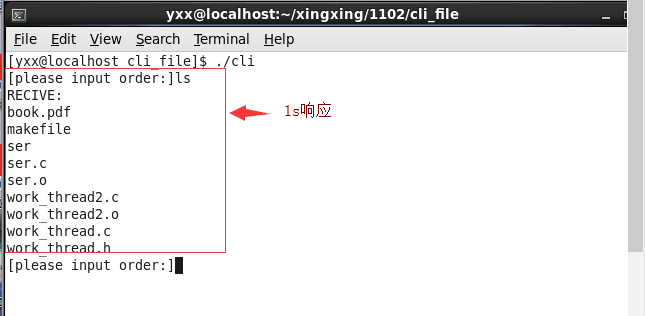 yxx@localhost:~/xingxing/1102/cli_file
File Edit View Search Terminal Help
[yxx@localhost cli_file]$ ./cli
[please input order:]ls
RECIVE:
book.pdf
makefile
ser
ser.c
ser.o
work_thread2.c
work_thread2.o
work_thread.c
work_thread.h
[please input order:]
ls响应